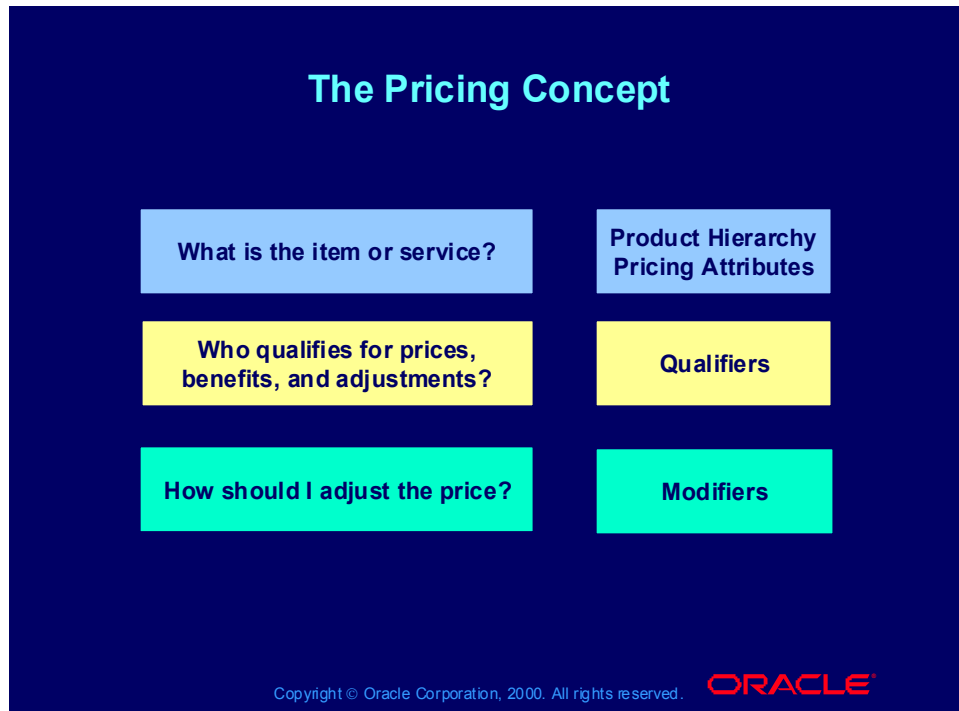 The Pricing Concept
What is the item or service?
Product Hierarchy
Pricing Attributes
Who qualifies for prices,
benefits, and adjustments?
Qualifiers
How should I adjust the price?
Modifiers
Copyright © Oracle Corporation, 2000. All rights reserved.
ORACLE®